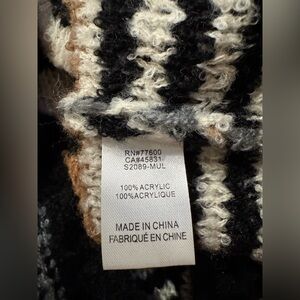 RN#77600
CA#45831
S2089-MUL
100% ACRYLIC
100% ACRYLIQUE
MADE IN CHINA
FABRIQUÉ EN CHINE